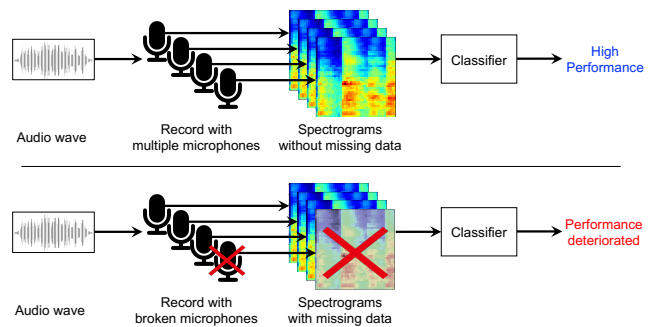 Classifier
High
Performance
Audio wave
Record with
multiple microphones
Spectrograms
without missing data
Classifier
Performance
deteriorated
Audio wave
Record with
broken microphones
Spectrograms
with missing data